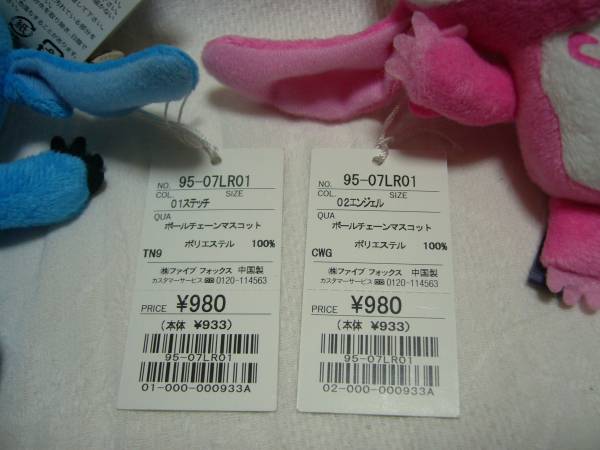 NO. 95-07LR01
COL. SIZE
01ステッチ
QUA
ボールチェーンマスコット
ポリエステル 100%
TN9
㈱ファイブ フォックス 中国製
カスタマーサービス 0120-114563
PRICE ¥980
(本体 ¥933)
95-07LR01
01-000-000933A
NO. 95-07LR01
COL. SIZE
02エンジェル
QUA
ボールチェーンマスコット
ポリエステル 100%
CWG
㈱ファイブ フォックス 中国製
カスタマーサービス 0120-114563
PRICE ¥980
(本体 ¥933)
95-07LR01
02-000-000933A